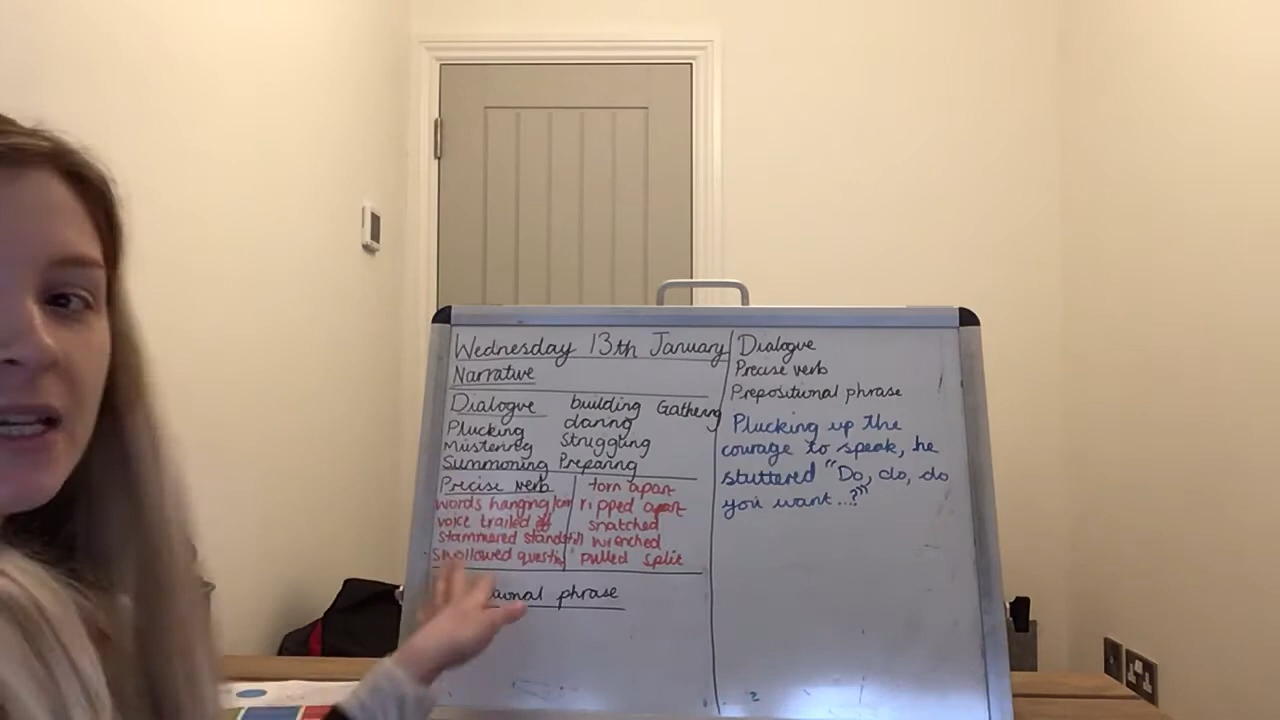 Wednesday 13th January
Narrative
Dialogue building Gathering
Plucking daring
Mustering Struggling
Summoning Preparing
Precise verb
words hanging
voice trailed off
stammered standstill
swallowed
torn apart
ripped apart
snatched
wrenched
pulled split
phrase
Dialogue
Precise verb
Prepositional phrase
Plucking up the
courage to speak, he
stuttered "Do, do, do
you want...?"